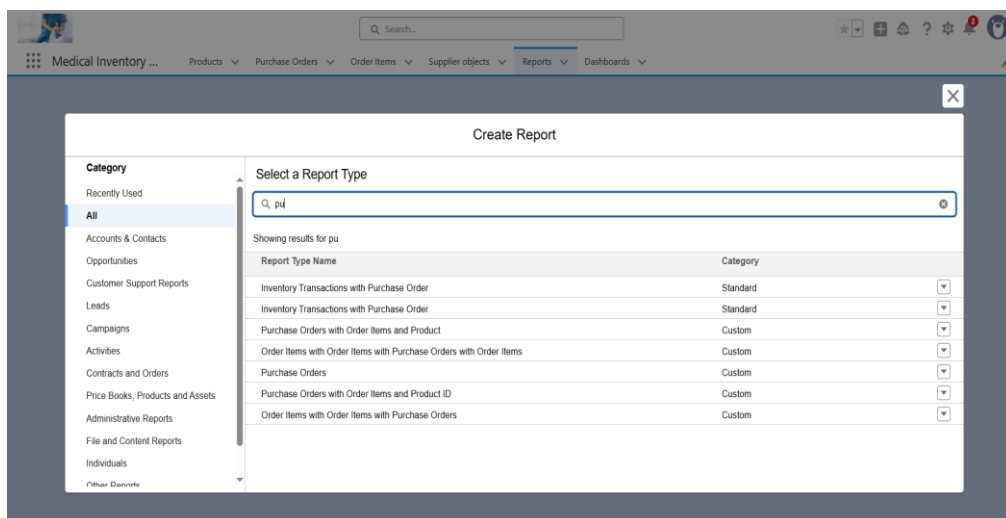 Search...
2
Medical Inventory ... Products Purchase Orders Order Items Supplier objects Reports Dashboards
Create Report
Category
Recently Used
All
Accounts & Contacts
Opportunities
Customer Support Reports
Leads
Campaigns
Activities
Contracts and Orders
Price Books, Products and Assets
Administrative Reports
File and Content Reports
Individuals
Other Reports
Select a Report Type
pu
Showing results for pu
Report Type Name Category
Inventory Transactions with Purchase Order Standard
Inventory Transactions with Purchase Order Standard
Purchase Orders with Order Items and Product Custom
Order Items with Order Items with Purchase Orders with Order Items Custom
Purchase Orders Custom
Purchase Orders with Order Items and Product ID Custom
Order Items with Order Items with Purchase Orders Custom